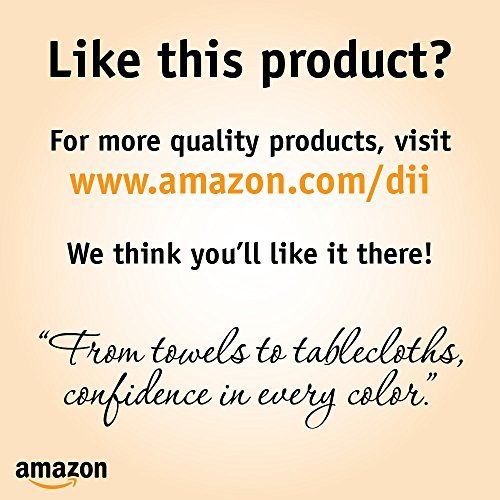 Like this product?
For more quality products, visit
www.amazon.com/dii
We think you'll like it there!
“From towels to tablecloths,
confidence in every color.”
amazon